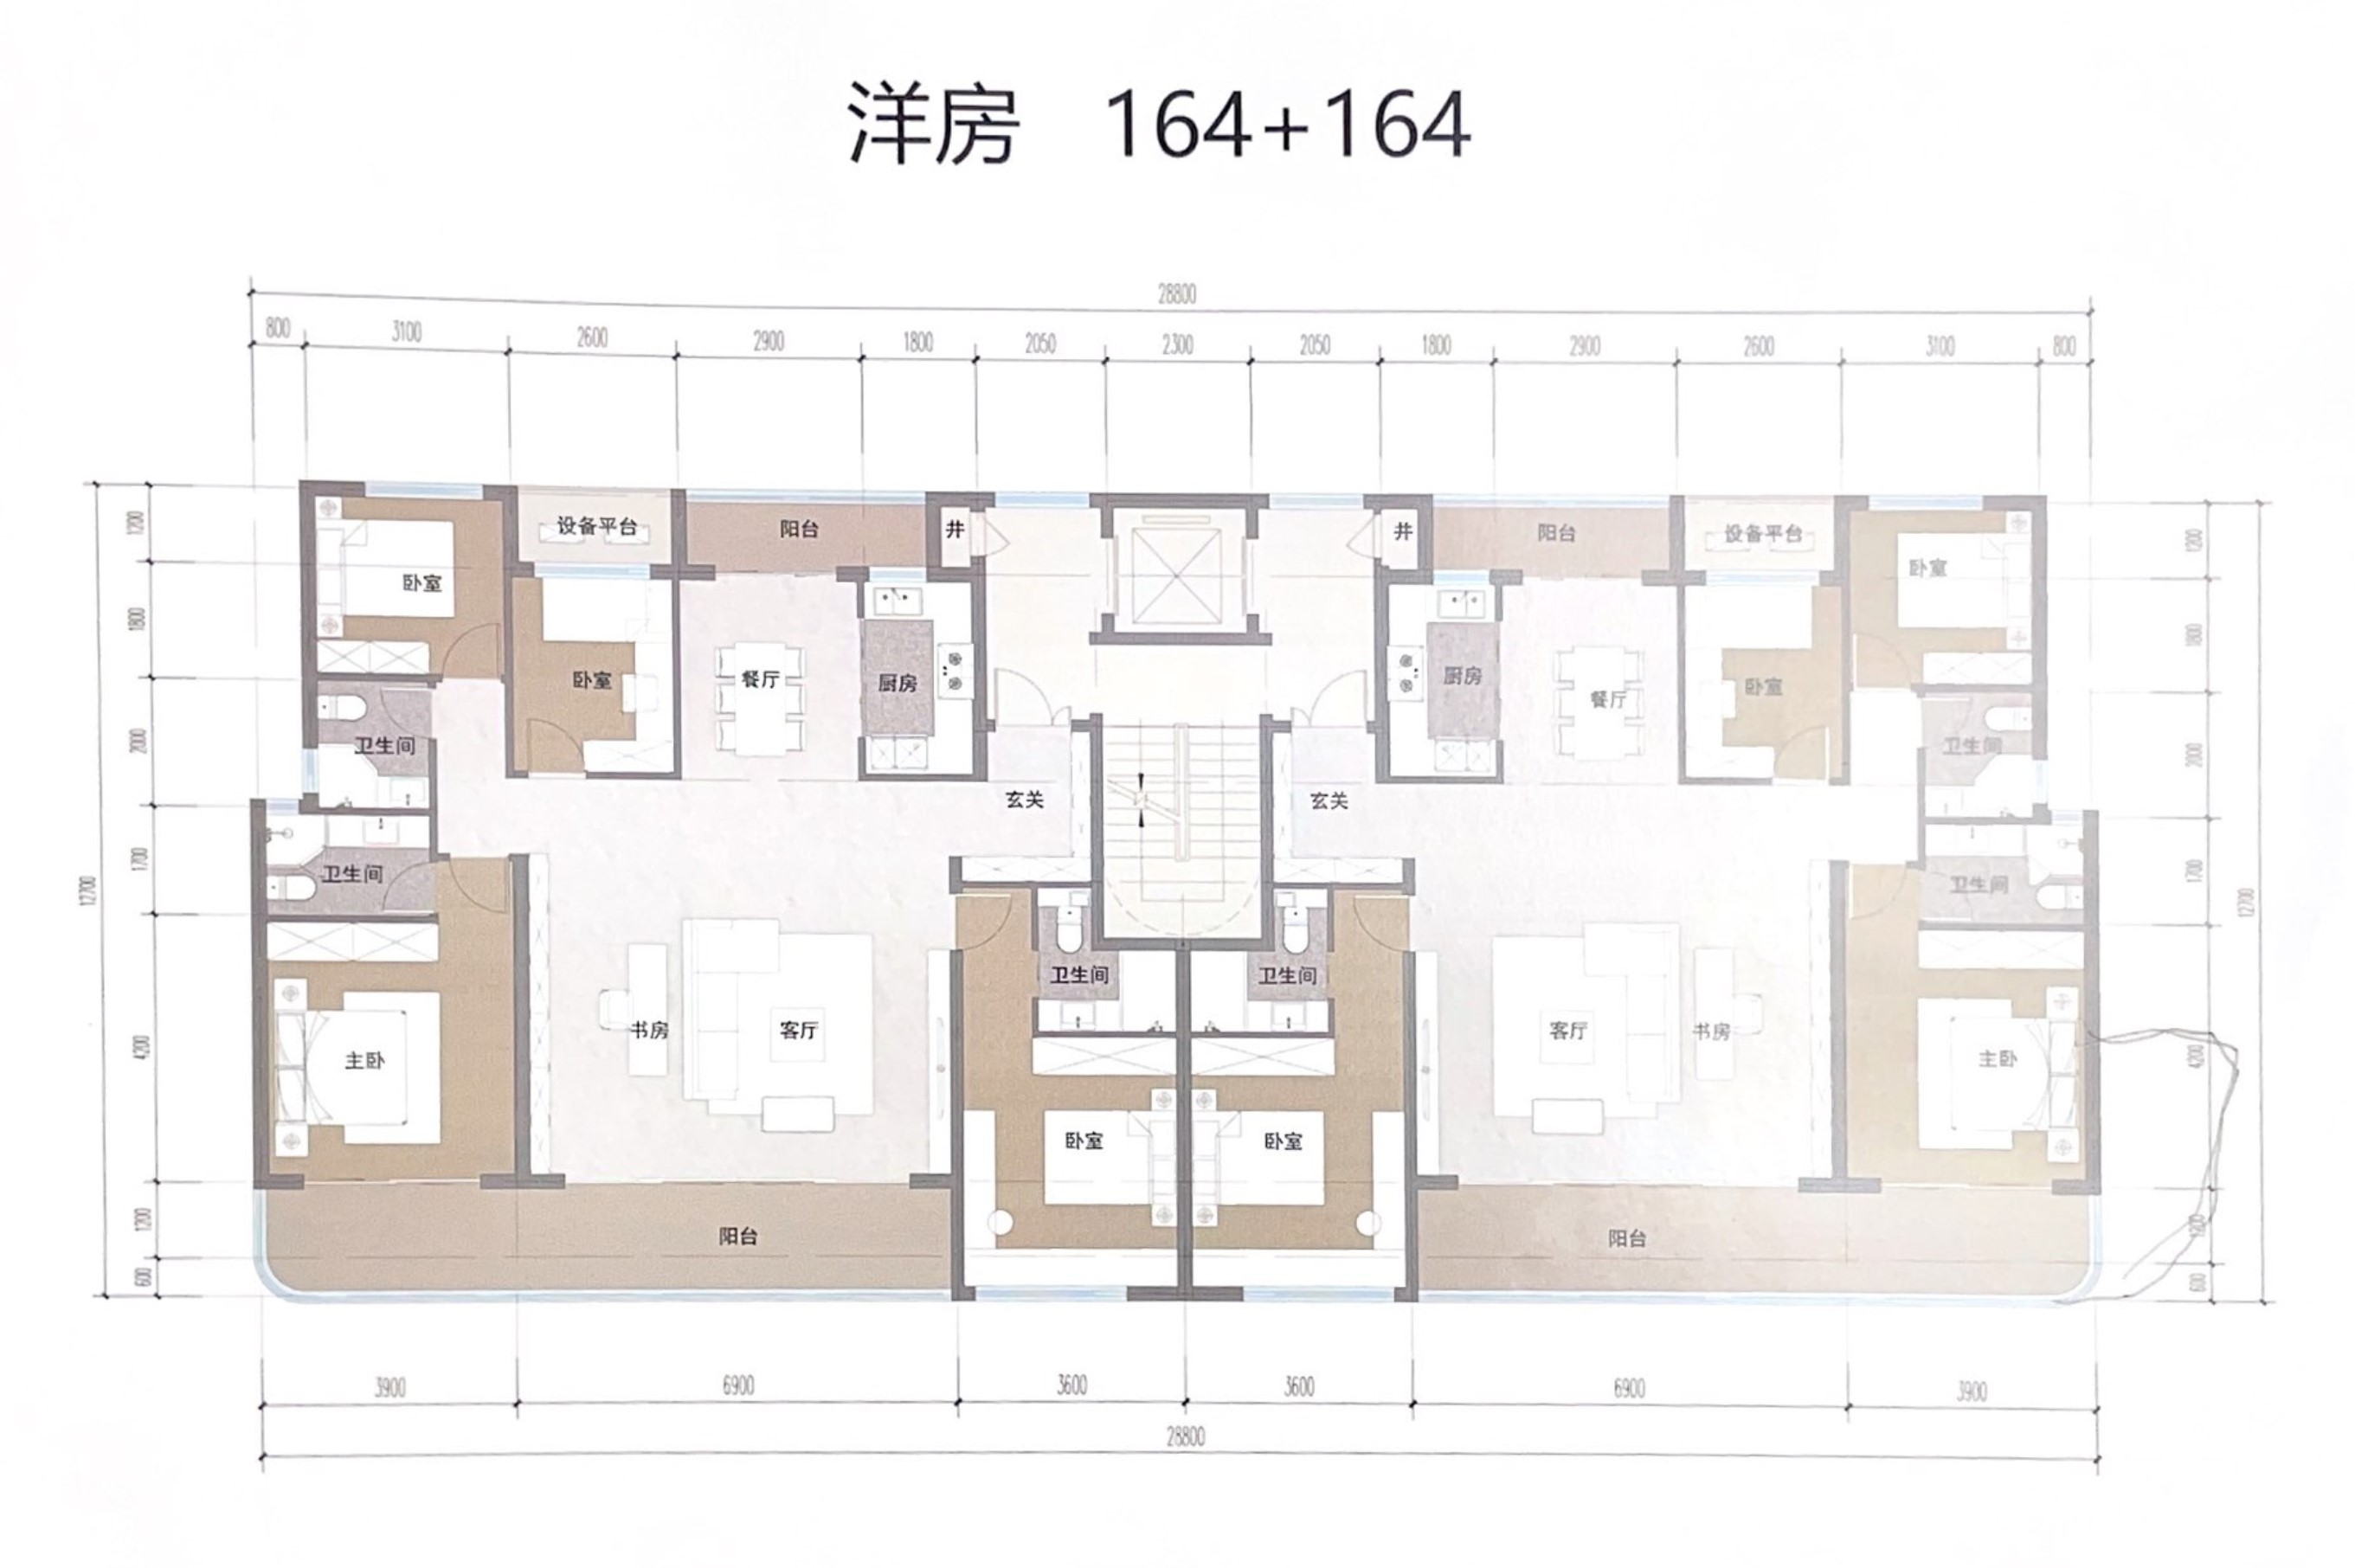 洋房 164+164
28800
800 3100 2600 2900 1800 2050 2300 2050 1800 2900 2600 3100 800
设备平台 阳台 井 井 阳台 设备平台
1200 1200
卧室 卧室
1800 1800
卧室 餐厅 厨房 厨房 餐厅 卧室
2000 卫生间 卫生间 2000
玄关 玄关
1700 卫生间 卫生间 1700
12700 12700
卫生间 卫生间
4200 主卧 书房 客厅 客厅 书房 主卧 4200
卧室 卧室
1200 阳台 阳台 1200
600 600
3900 6900 3600 3600 6900 3900
28800